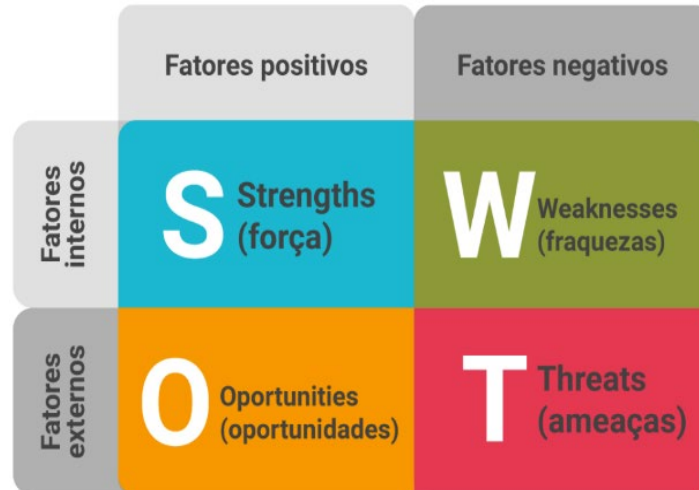 Fatores positivos
Fatores negativos
Fatores
internos
S
Strengths
(força)
W
Weaknesses
(fraquezas)
Fatores
externos
O
Oportunities
(oportunidades)
T
Threats
(ameaças)